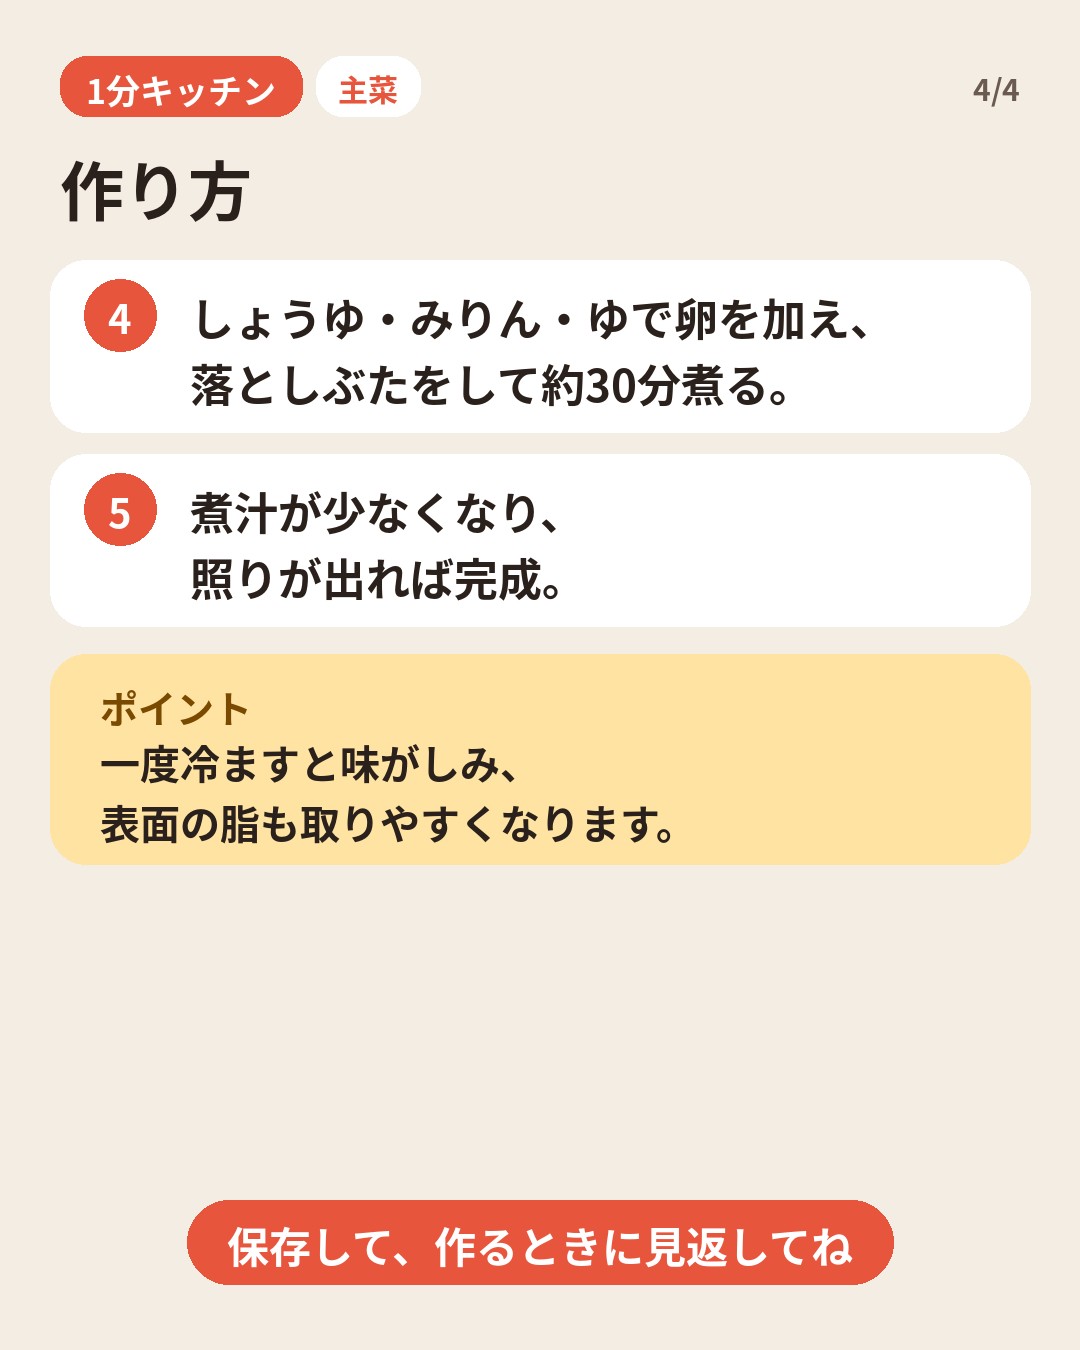 1分キッチン 主菜 4/4
作り方
4 しょうゆ・みりん・ゆで卵を加え、
落としぶたをして約30分煮る。
5 煮汁が少なくなり、
照りが出れば完成。
ポイント
一度冷ますと味がしみ、
表面の脂も取りやすくなります。
保存して、作るときに見返してね